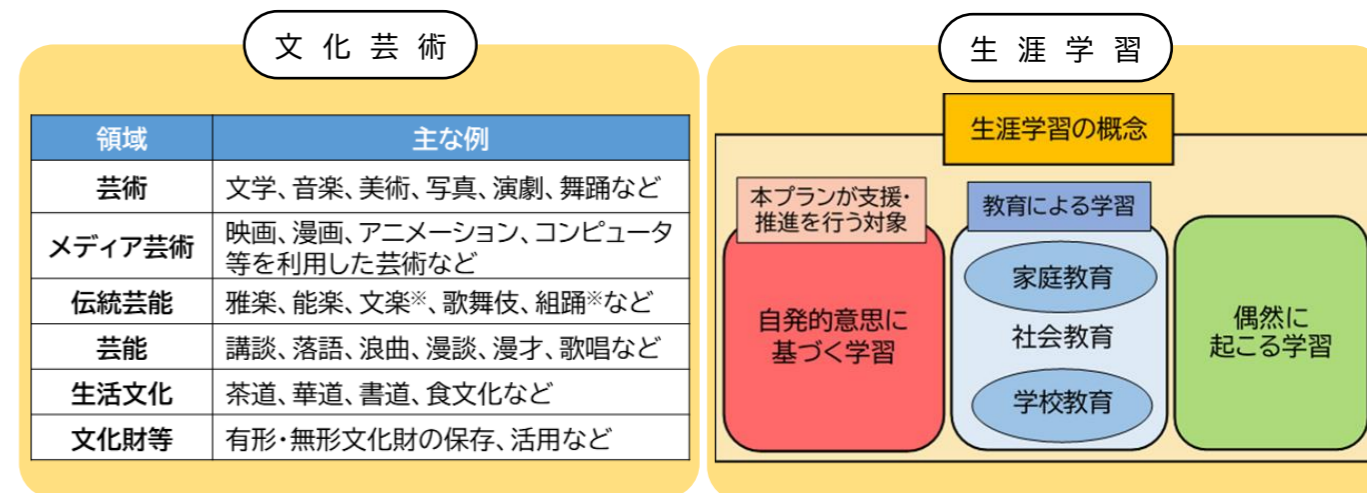 文化芸術
領域 主な例
芸術 文学、音楽、美術、写真、演劇、舞踊など
メディア芸術 映画、漫画、アニメーション、コンピュータ
等を利用した芸術など
伝統芸能 雅楽、能楽、文楽※、歌舞伎、組踊※など
芸能 講談、落語、浪曲、漫談、漫才、歌唱など
生活文化 茶道、華道、書道、食文化など
文化財等 有形・無形文化財の保存、活用など
生涯学習
生涯学習の概念
本プランが支援・
推進を行う対象
自発的意思に
基づく学習
教育による学習
家庭教育
社会教育
学校教育
偶然に
起こる学習